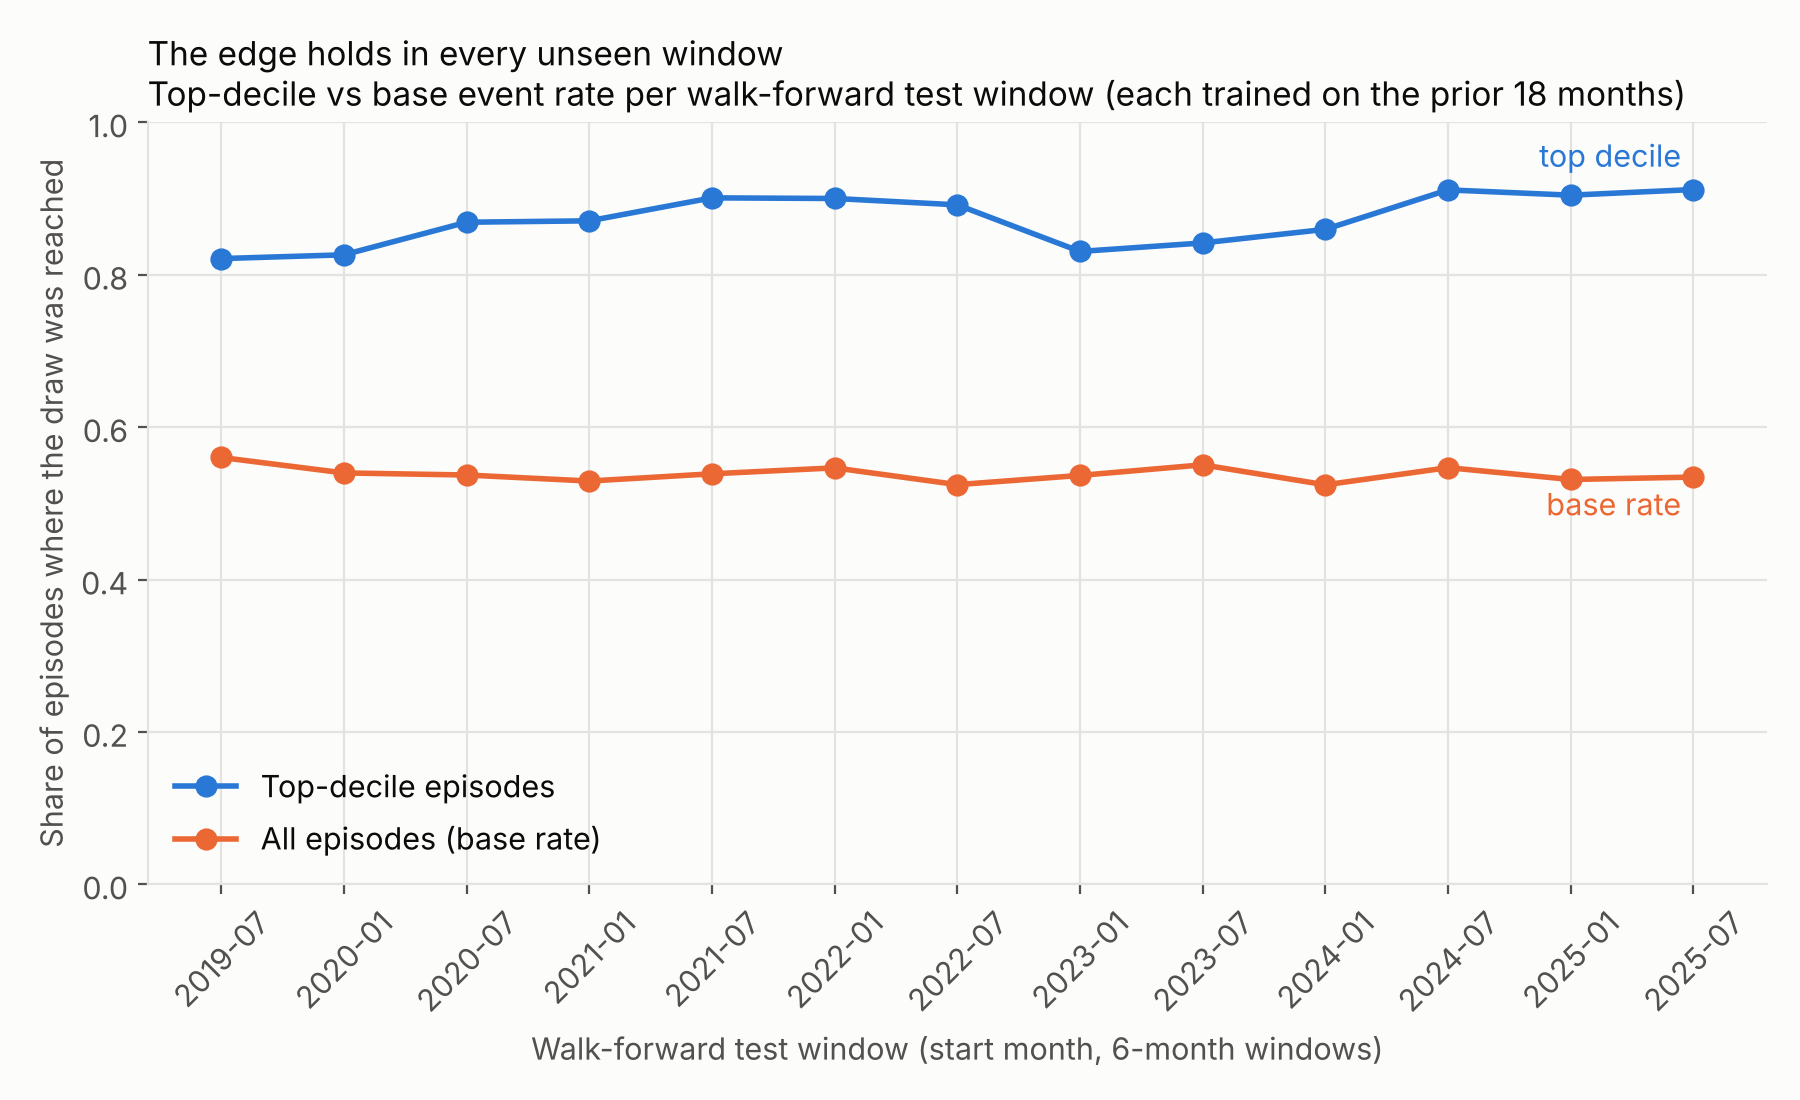 The edge holds in every unseen window
Top-decile vs base event rate per walk-forward test window (each trained on the prior 18 months)
1.0
0.8
0.6
0.4
0.2
0.0
Share of episodes where the draw was reached
top decile
base rate
Top-decile episodes
All episodes (base rate)
2019-07
2020-01
2020-07
2021-01
2021-07
2022-01
2022-07
2023-01
2023-07
2024-01
2024-07
2025-01
2025-07
Walk-forward test window (start month, 6-month windows)